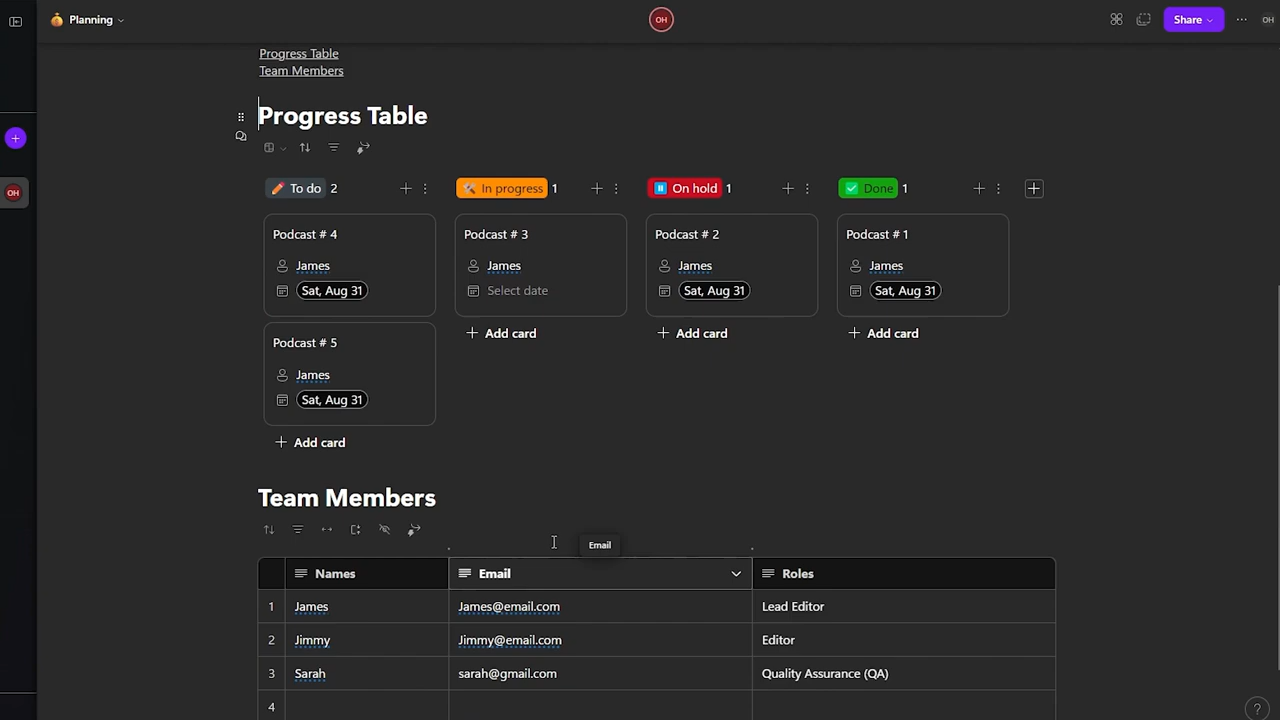 Planning
OH
Share
OH
Progress Table
Team Members
OH
Progress Table
To do 2
In progress 1
On hold 1
Done 1
Podcast # 4
James
Sat, Aug 31
Podcast # 3
James
Select date
Add card
Podcast # 2
James
Sat, Aug 31
Add card
Podcast # 1
James
Sat, Aug 31
Add card
Podcast # 5
James
Sat, Aug 31
Add card
Team Members
Email
Names Email Roles
1 James James@email.com Lead Editor
2 Jimmy Jimmy@email.com Editor
3 Sarah sarah@gmail.com Quality Assurance (QA)
4
?